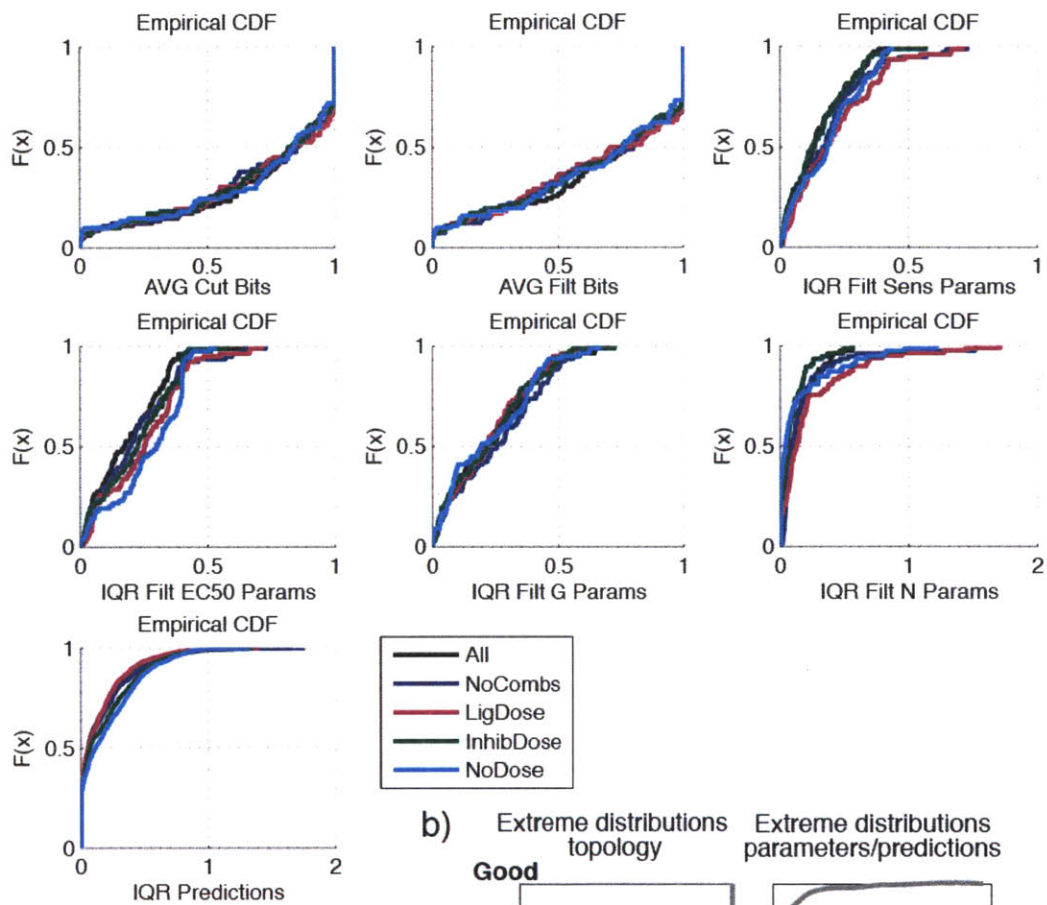 Empirical CDF
Empirical CDF
Empirical CDF
1
0.5
0
F(x)
0
0.5
1
AVG Cut Bits
1
0.5
0
F(x)
0
0.5
1
AVG Filt Bits
1
0.5
0
F(x)
0
0.5
1
IQR Filt Sens Params
Empirical CDF
Empirical CDF
Empirical CDF
1
0.5
0
F(x)
0
0.5
1
IQR Filt EC50 Params
1
0.5
0
F(x)
0
0.5
1
IQR Filt G Params
1
0.5
0
F(x)
0
1
2
IQR Filt N Params
Empirical CDF
1
0.5
0
F(x)
0
1
2
IQR Predictions
All
NoCombs
LigDose
InhibDose
NoDose
b)
Extreme distributions
topology
Extreme distributions
parameters/predictions
Good